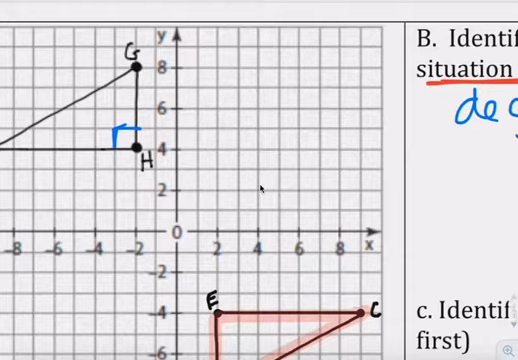 y
G
8
6
H
4
2
-8 -6 -4 -2 0 2 4 6 8 x
-2
E
-4
C
-6
B. Identif
situation
dec
c. Identif
first)